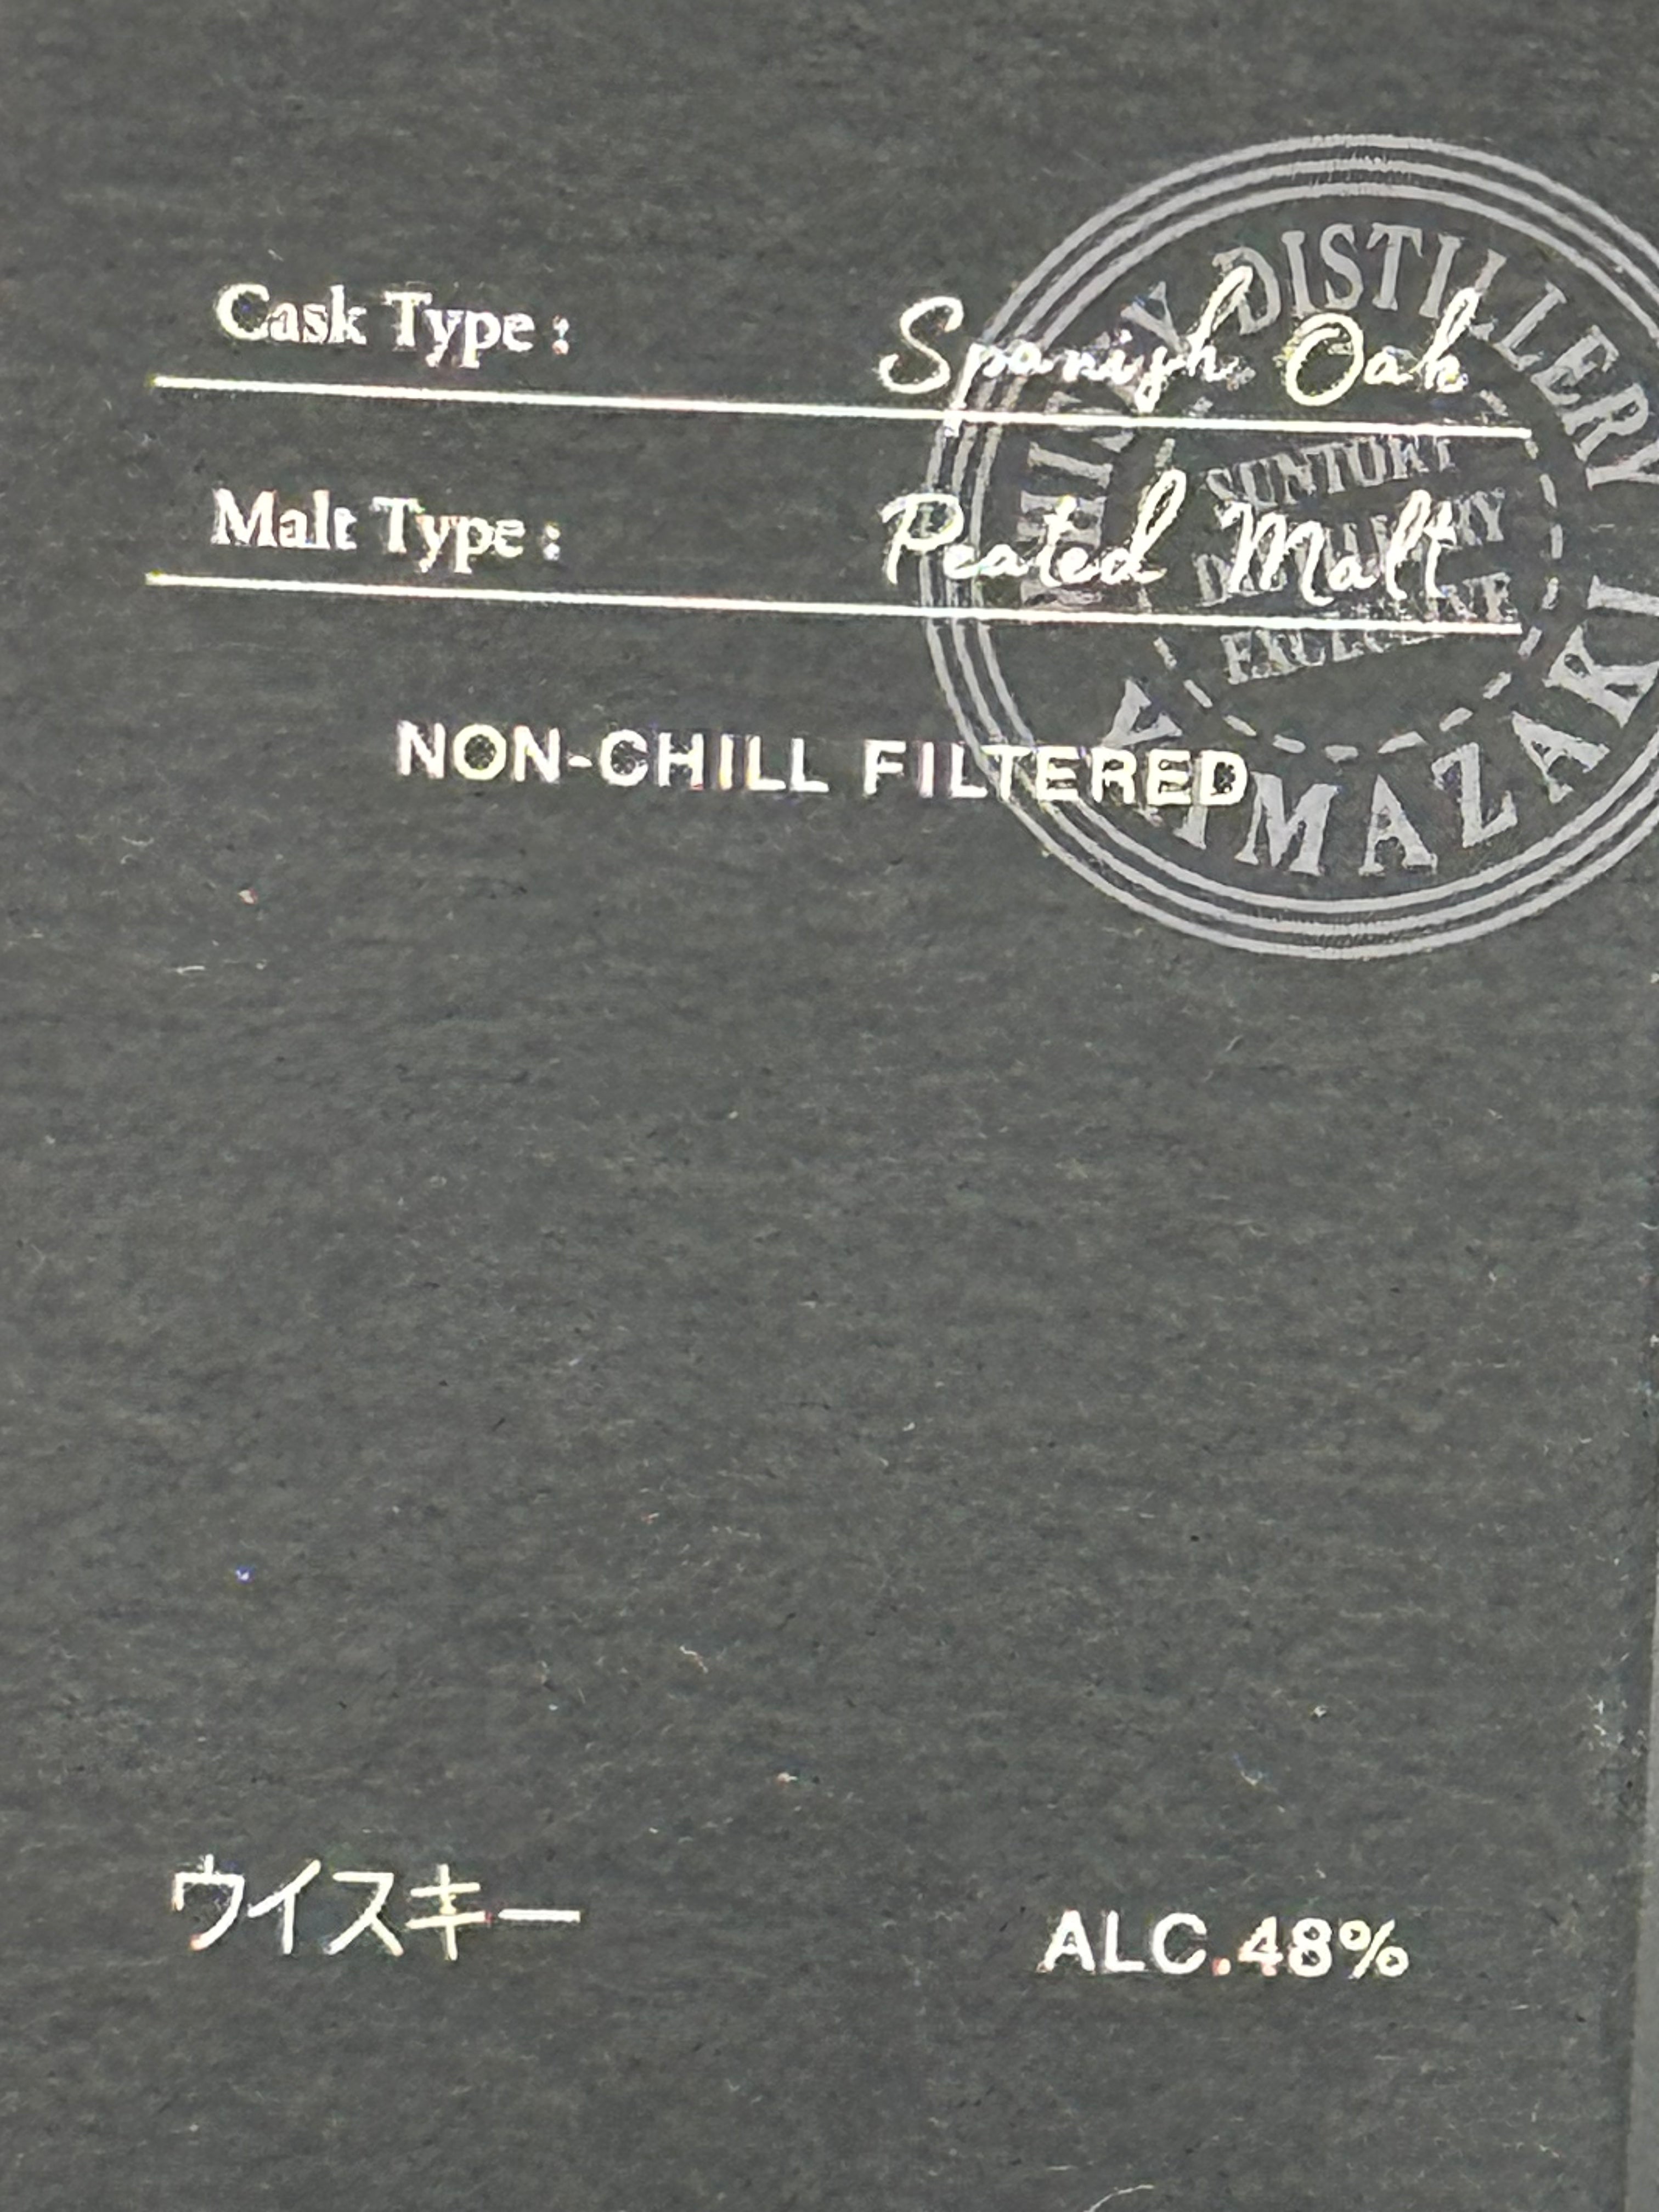 Cask Type : Spanish Oak
Malt Type : Peated Malt
NON-CHILL FILTERED
DISTILLERY
SUNTORY
DISTILLERY
EXCLUSIVE
YAMAZAKI
ウイスキー ALC.48%